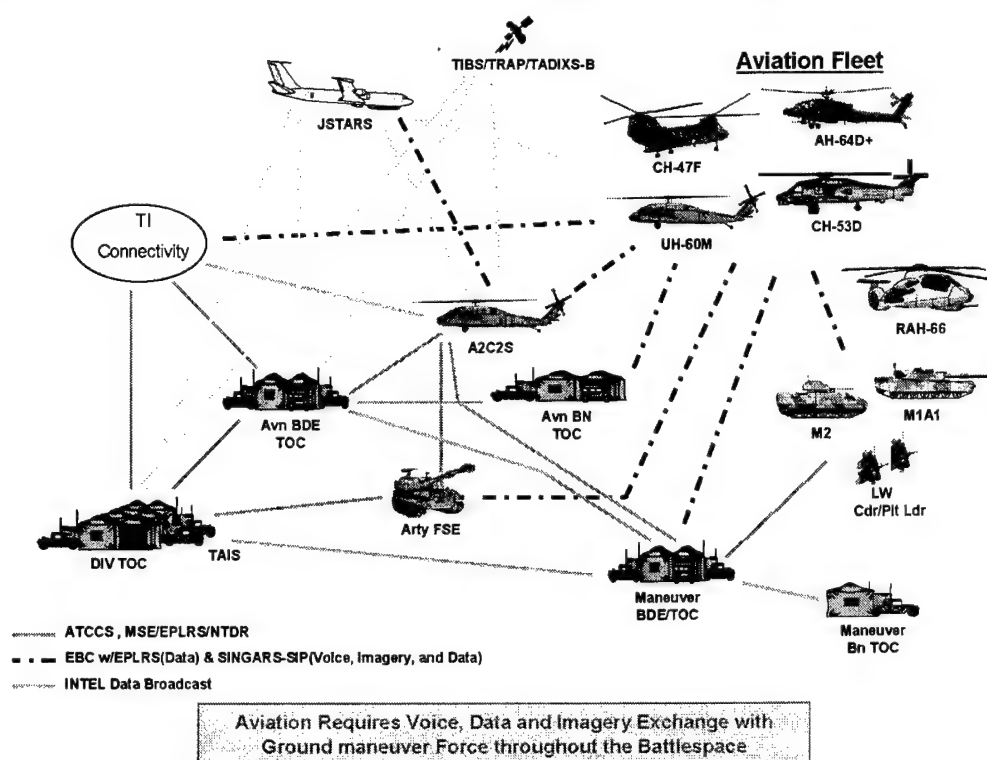 TIBS/TRAP/TADIXS-B
Aviation Fleet
JSTARS
CH-47F
AH-64D+
TI
Connectivity
UH-60M
CH-53D
RAH-66
A2C2S
Avn BDE
TOC
Avn BN
TOC
M2
M1A1
LW
Cdr/Plt Ldr
Arty FSE
DIV TOC
TAIS
Maneuver
BDE/TOC
Maneuver
Bn TOC
ATCCS , MSE/EPLRS/NTDR
EBC w/EPLRS(Data) & SINGARS-SIP(Voice, Imagery, and Data)
INTEL Data Broadcast
Aviation Requires Voice, Data and Imagery Exchange with
Ground maneuver Force throughout the Battlespace